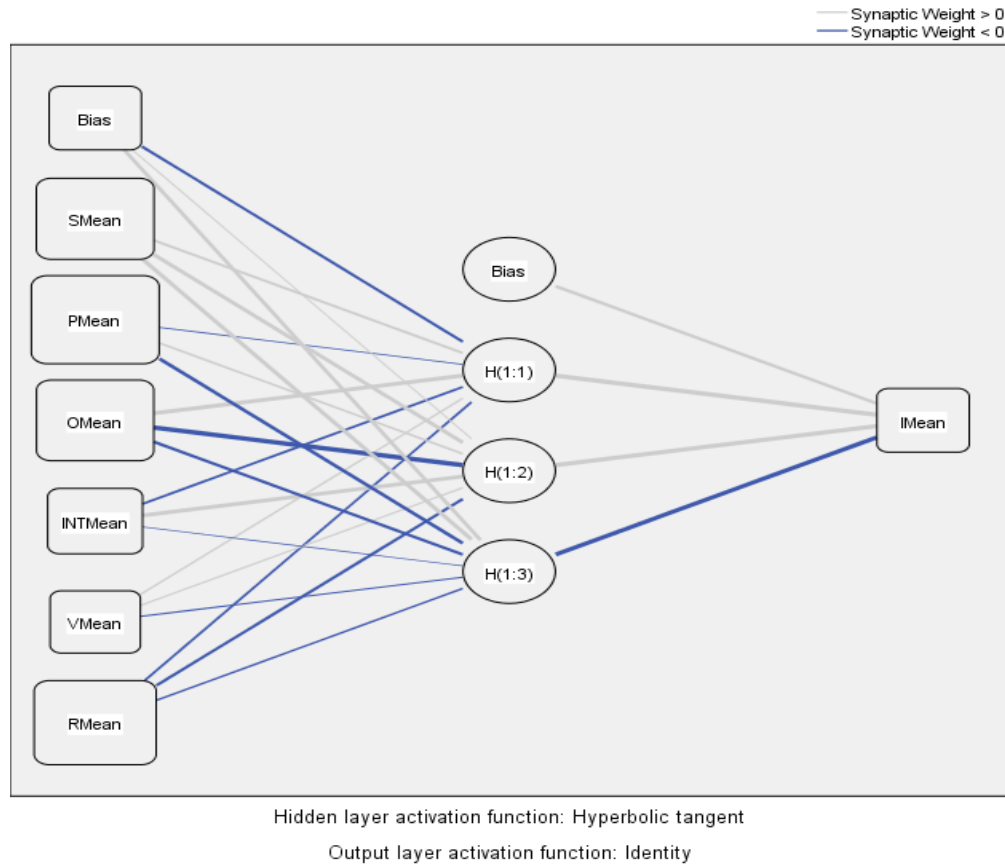 Synaptic Weight > 0
Synaptic Weight < 0
Bias
SMean
PMean
OMean
INTMean
VMean
RMean
Bias
H(1:1)
H(1:2)
H(1:3)
IMean
Hidden layer activation function: Hyperbolic tangent
Output layer activation function: Identity